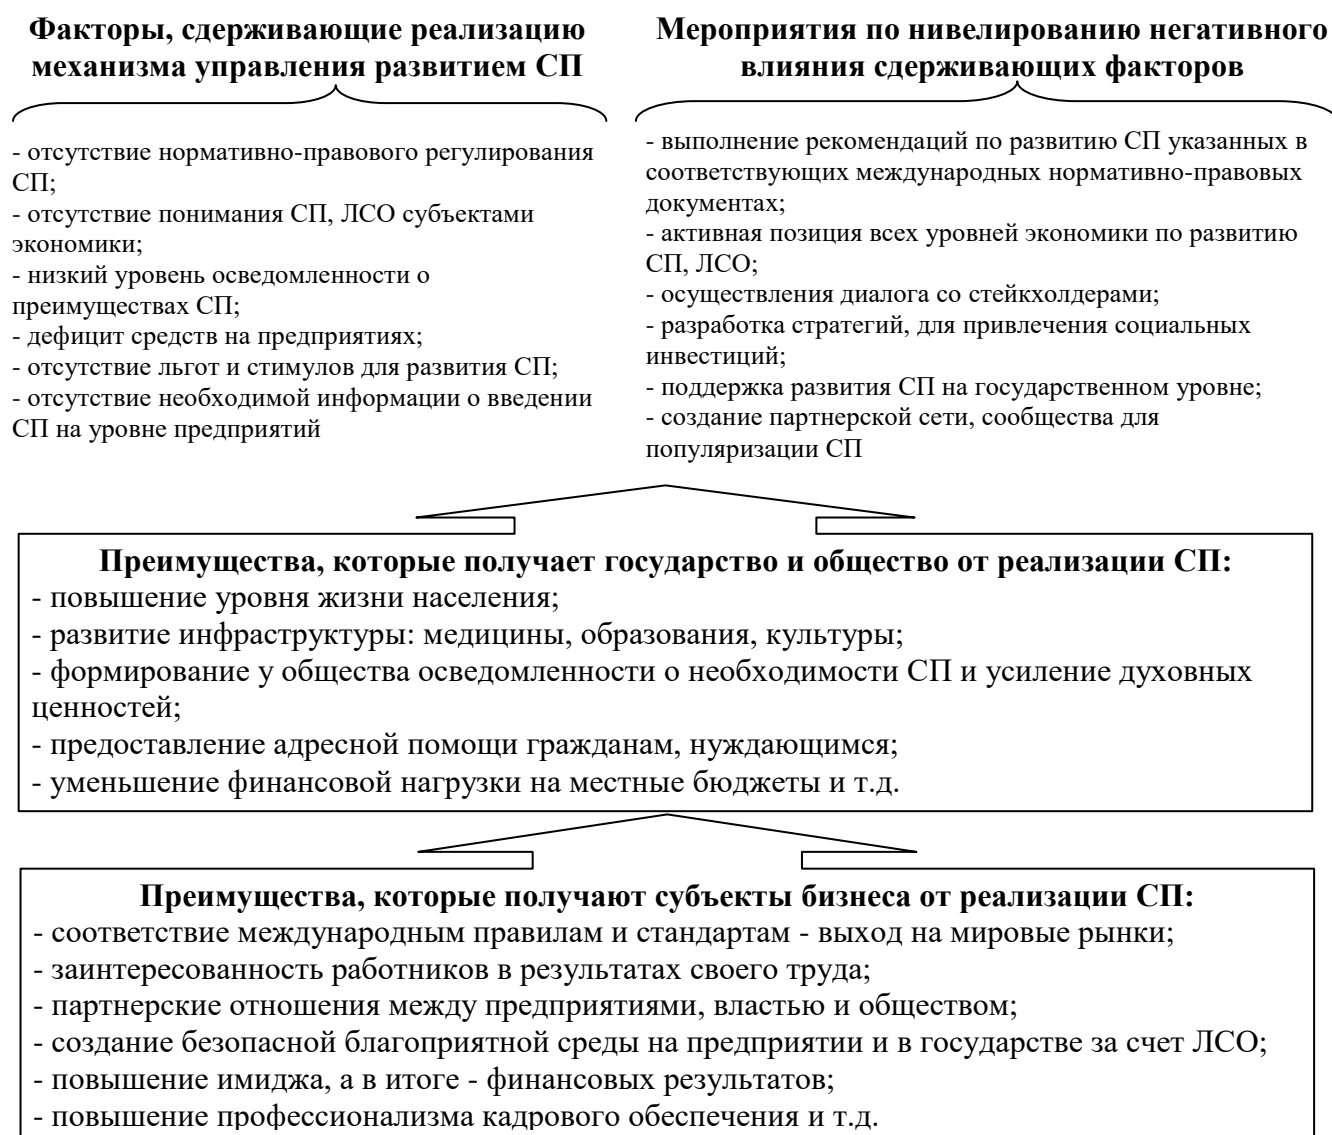 Факторы, сдерживающие реализацию
механизма управления развитием СП
- отсутствие нормативно-правового регулирования
СП;
- отсутствие понимания СП, ЛСО субъектами
экономики;
- низкий уровень осведомленности о
преимуществах СП;
- дефицит средств на предприятиях;
- отсутствие льгот и стимулов для развития СП;
- отсутствие необходимой информации о введении
СП на уровне предприятий
Мероприятия по нивелированию негативного
влияния сдерживающих факторов
- выполнение рекомендаций по развитию СП указанных в
соответствующих международных нормативно-правовых
документах;
- активная позиция всех уровней экономики по развитию
СП, ЛСО;
- осуществления диалога со стейкхолдерами;
- разработка стратегий, для привлечения социальных
инвестиций;
- поддержка развития СП на государственном уровне;
- создание партнерской сети, сообщества для
популяризации СП
Преимущества, которые получает государство и общество от реализации СП:
- повышение уровня жизни населения;
- развитие инфраструктуры: медицины, образования, культуры;
- формирование у общества осведомленности о необходимости СП и усиление духовных
ценностей;
- предоставление адресной помощи гражданам, нуждающимся;
- уменьшение финансовой нагрузки на местные бюджеты и т.д.
Преимущества, которые получают субъекты бизнеса от реализации СП:
- соответствие международным правилам и стандартам - выход на мировые рынки;
- заинтересованность работников в результатах своего труда;
- партнерские отношения между предприятиями, властью и обществом;
- создание безопасной благоприятной среды на предприятии и в государстве за счет ЛСО;
- повышение имиджа, а в итоге - финансовых результатов;
- повышение профессионализма кадрового обеспечения и т.д.